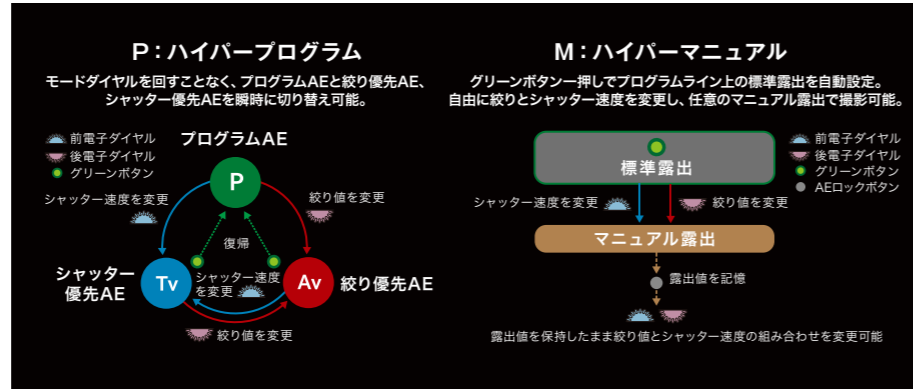 P：ハイパープログラム
モードダイヤルを回すことなく、プログラムAEと絞り優先AE、
シャッター優先AEを瞬時に切り替え可能。
前電子ダイヤル
後電子ダイヤル
グリーンボタン
プログラムAE
P
シャッター速度を変更
絞り値を変更
復帰
シャッター
優先AE
Tv
シャッター速度
を変更
Av
絞り優先AE
絞り値を変更
M：ハイパーマニュアル
グリーンボタン一押しでプログラムライン上の標準露出を自動設定。
自由に絞りとシャッター速度を変更し、任意のマニュアル露出で撮影可能。
標準露出
前電子ダイヤル
後電子ダイヤル
グリーンボタン
AEロックボタン
シャッター速度を変更
絞り値を変更
マニュアル露出
露出値を記憶
露出値を保持したまま絞り値とシャッター速度の組み合わせを変更可能